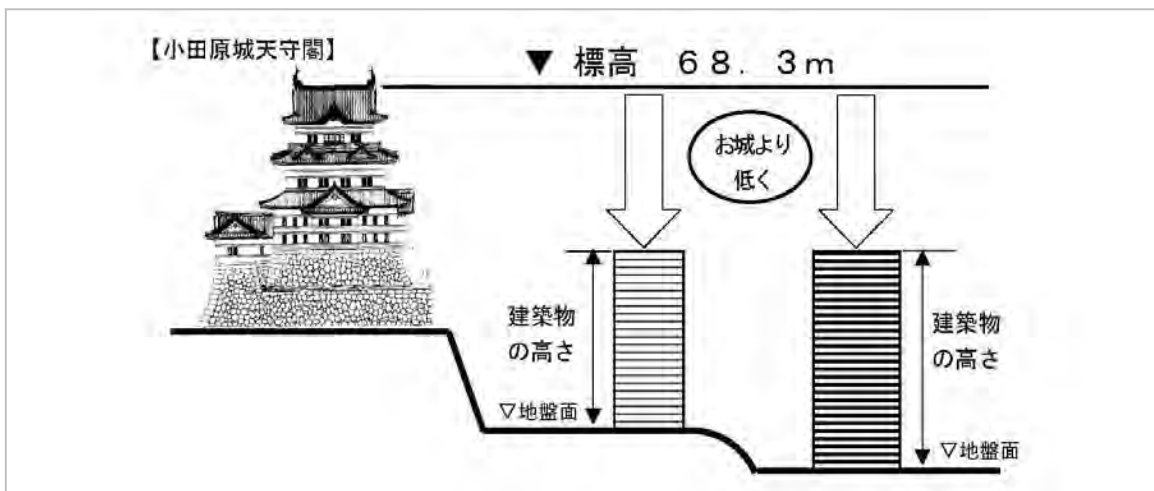 【小田原城天守閣】
▼ 標高 68.3m
お城より
低く
建築物
の高さ
建築物
の高さ
▽地盤面
▽地盤面